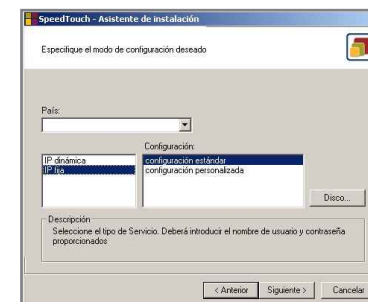 SpeedTouch - Asistente de instalación
Especifique el modo de configuración deseado
País:
Configuración:
IP dinámica
IP fija
configuración estándar
configuración personalizada
Disco...
Descripción
Seleccione el tipo de Servicio. Deberá introducir el nombre de usuario y contraseña
proporcionados
< Anterior
Siguiente >
Cancelar